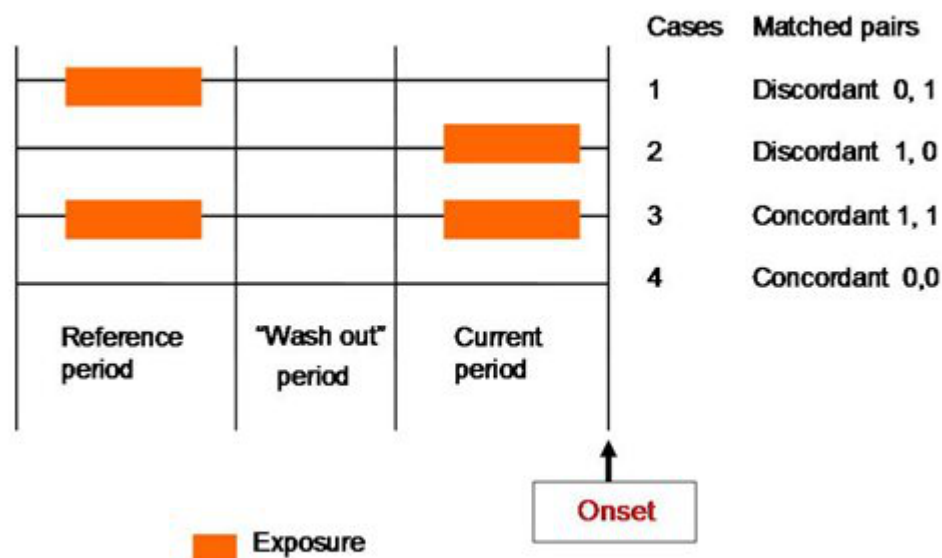 Cases Matched pairs
1 Discordant 0, 1
2 Discordant 1, 0
3 Concordant 1, 1
4 Concordant 0,0
Reference
period
“Wash out”
period
Current
period
Onset
Exposure